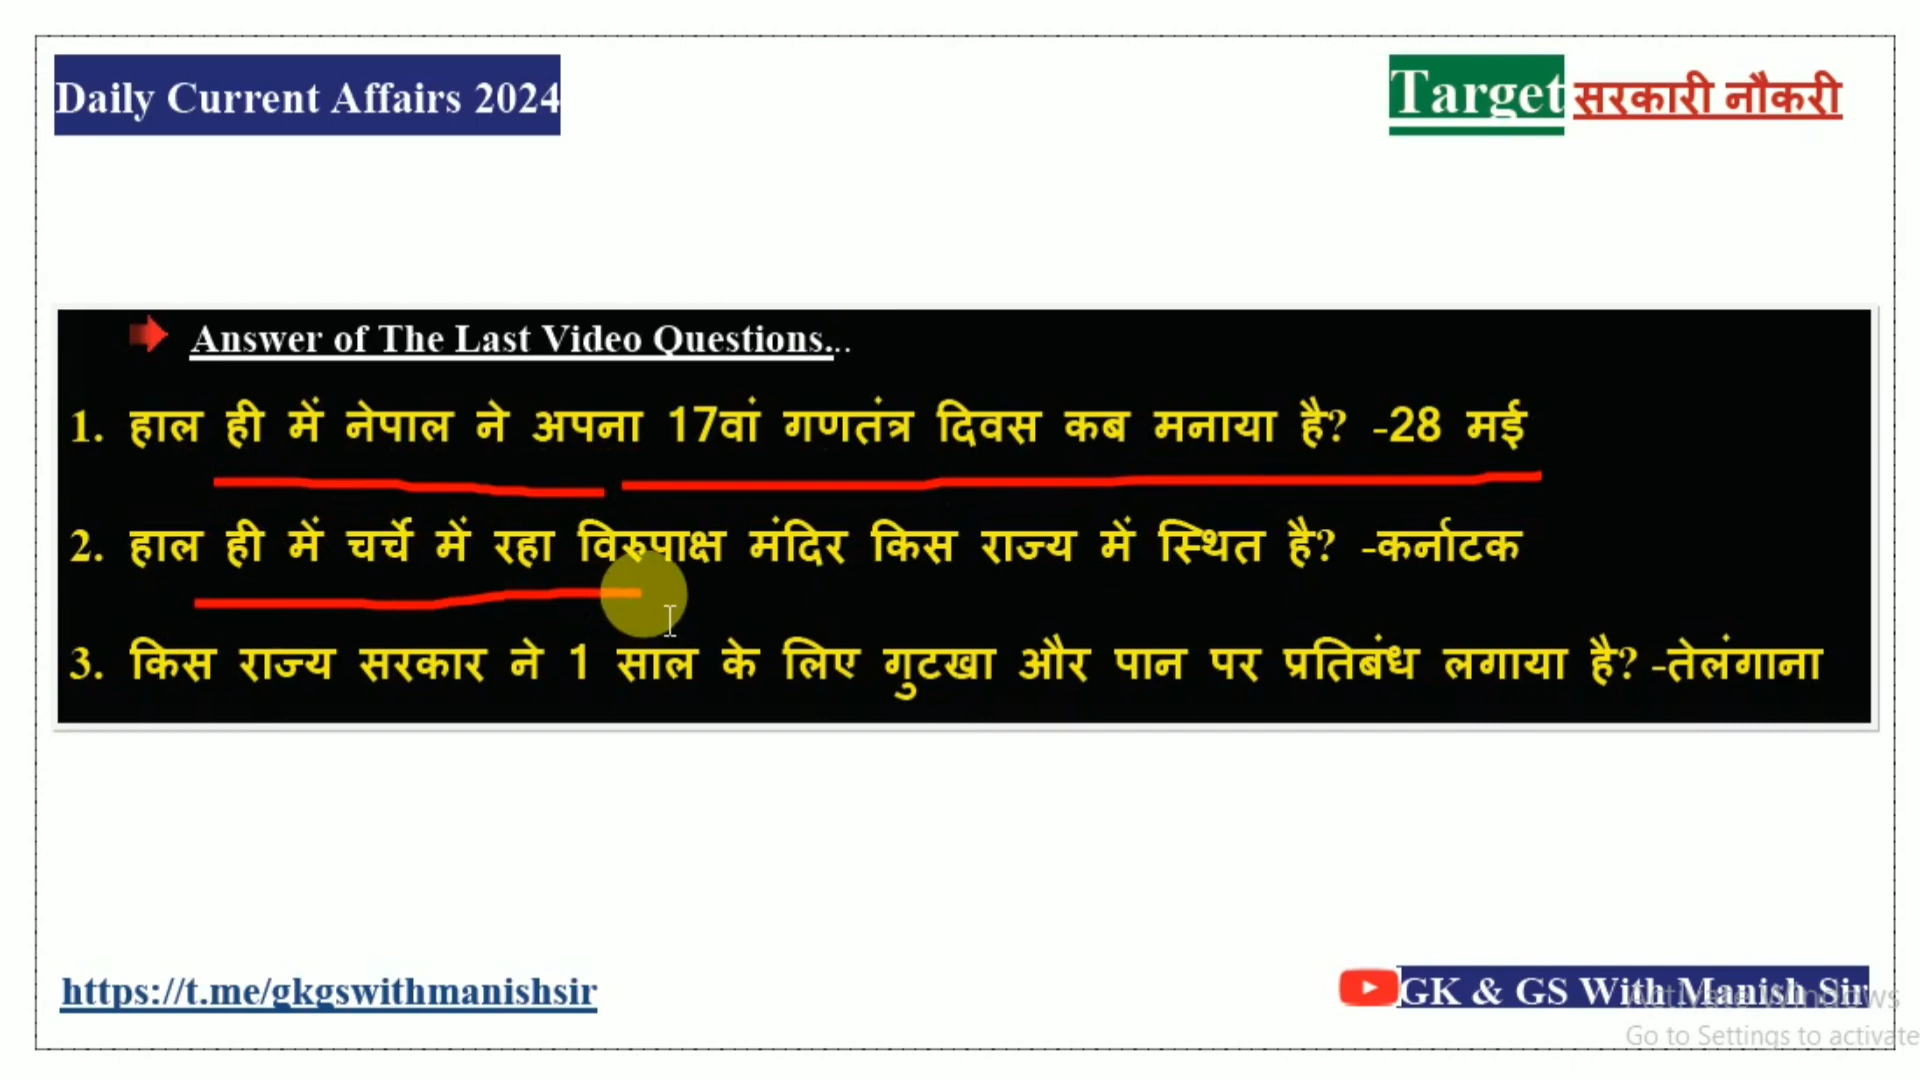 Daily Current Affairs 2024
Target सरकारी नौकरी
Answer of The Last Video Questions...
1. हाल ही में नेपाल ने अपना 17वां गणतंत्र दिवस कब मनाया है? -28 मई
2. हाल ही में चर्चे में रहा विरुपाक्ष मंदिर किस राज्य में स्थित है? -कर्नाटक
3. किस राज्य सरकार ने 1 साल के लिए गुटखा और पान पर प्रतिबंध लगाया है? -तेलंगाना
https://t.me/gkgswithmanishsir
GK & GS With Manish Sir
Activate Windows
Go to Settings to activate